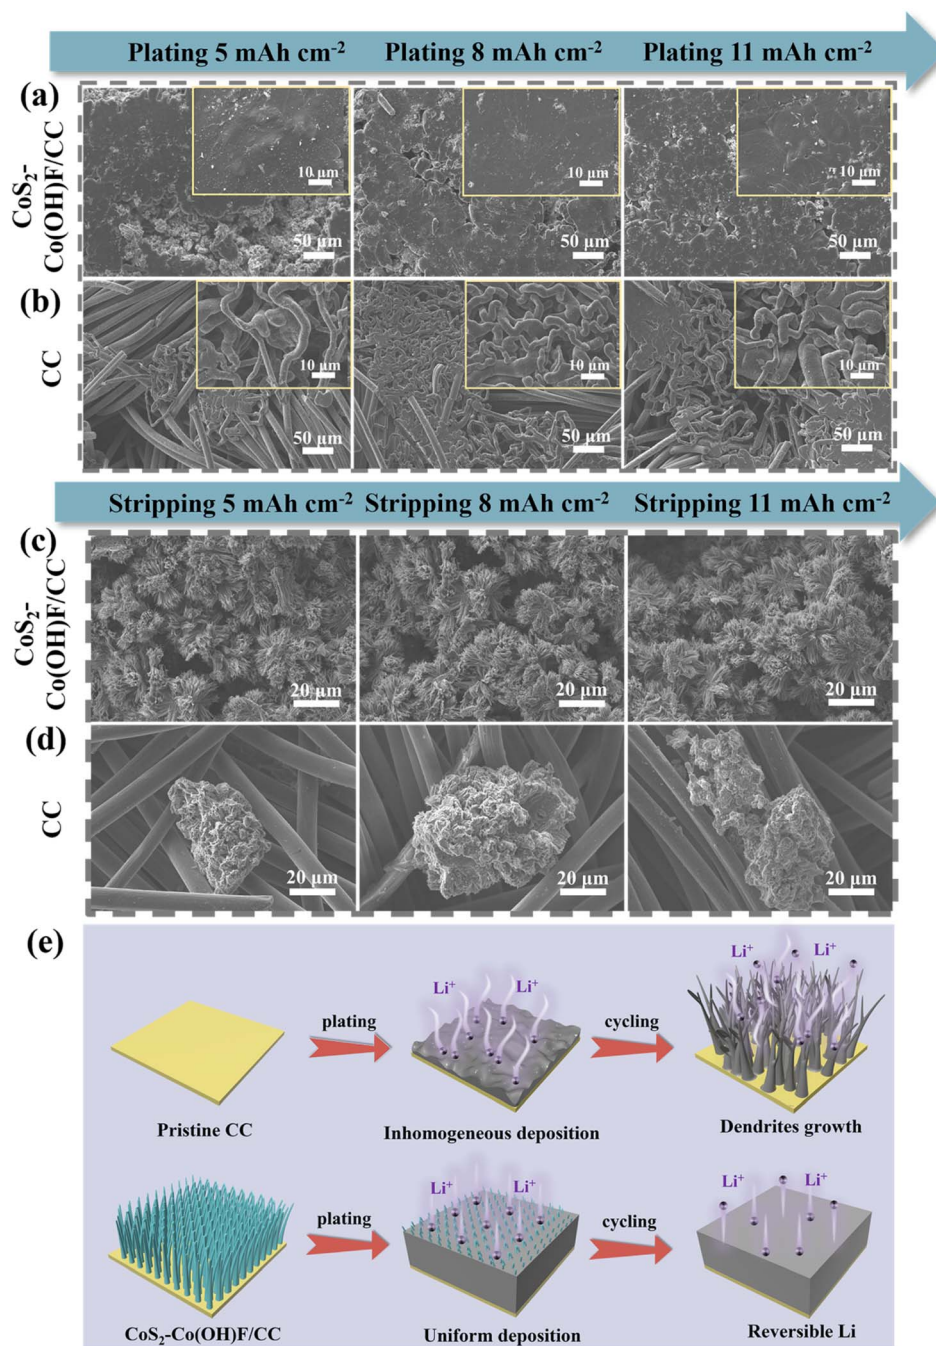 Plating 5 mAh cm-2 Plating 8 mAh cm-2 Plating 11 mAh cm-2
(a)
CoS2-
Co(OH)F/CC
10 µm
50 µm
10 µm
50 µm
10 µm
50 µm
(b)
CC
10 µm
50 µm
10 µm
50 µm
10 µm
50 µm
Stripping 5 mAh cm-2 Stripping 8 mAh cm-2 Stripping 11 mAh cm-2
(c)
CoS2-
Co(OH)F/CC
20 µm
20 µm
20 µm
(d)
CC
20 µm
20 µm
20 µm
(e)
Li+ Li+
Li+ Li+
plating
cycling
Pristine CC
Inhomogeneous deposition
Dendrites growth
Li+ Li+
Li+ Li+
plating
cycling
CoS2-Co(OH)F/CC
Uniform deposition
Reversible Li